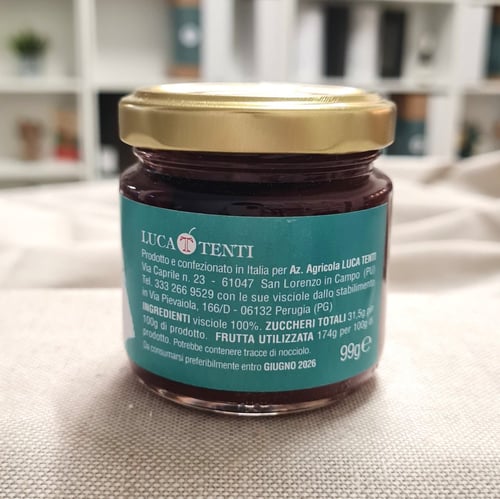 LUCA T TENTI
Prodotto e confezionato in Italia per Az. Agricola LUCA TENTI
Via Caprile n. 23 - 61047 San Lorenzo in Campo (PU)
Tel. 333 266 9529 con le sue visciole dallo stabilimento
in Via Pievaiola, 166/D - 06132 Perugia (PG)
INGREDIENTI visciole 100%. ZUCCHERI TOTALI 31,5g per
100g di prodotto. FRUTTA UTILIZZATA 174g per 100g di
prodotto. Potrebbe contenere tracce di nocciolo.
Da consumarsi preferibilmente entro GIUGNO 2026
99g℮